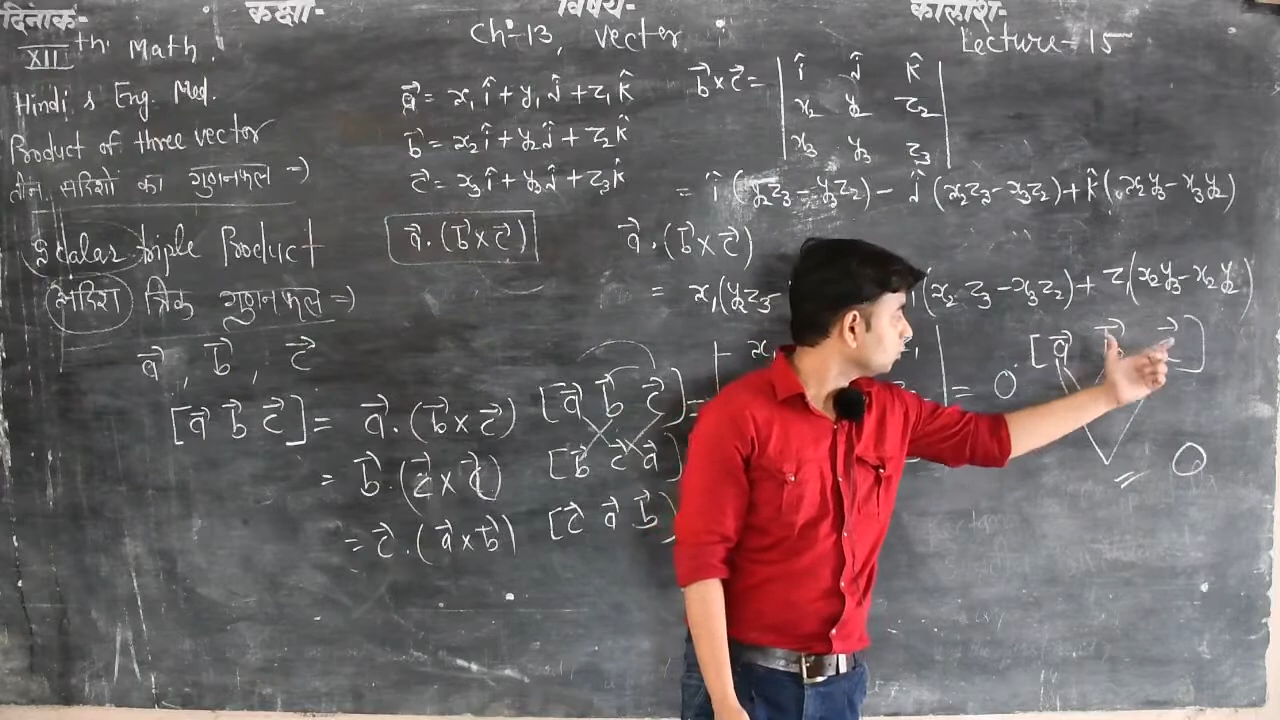 दिनांक:- कक्षा:- विषय:- कालांश:-
XII th Math.
Ch-13, Vector
Lecture-15
Hindi & Eng. Med.
Product of three vector
तीन सदिशों का गुणनफल ⇒
Scalar triple Product
अदिश त्रिक गुणनफल ⇒
a⃗, b⃗, c⃗
[a⃗ b⃗ c⃗] = a⃗.(b⃗×c⃗)
= b⃗.(c⃗×a⃗)
= c⃗.(a⃗×b⃗)
a⃗ = x₁î + y₁ĵ + z₁k̂
b⃗ = x₂î + y₂ĵ + z₂k̂
c⃗ = x₃î + y₃ĵ + z₃k̂
a⃗.(b⃗×c⃗)
[a⃗ b⃗ c⃗] =
[b⃗ c⃗ a⃗]
[c⃗ a⃗ b⃗]
b⃗×c⃗ = | î ĵ k̂ |
| x₂ y₂ z₂ |
| x₃ y₃ z₃ |
= î(y₂z₃ - y₃z₂) - ĵ(x₂z₃ - x₃z₂) + k̂(x₂y₃ - x₃y₂)
a⃗.(b⃗×c⃗)
= x₁(y₂z₃ - (x₂z₃ - x₃z₂) + z₁(x₂y₃ - x₂y₂)
= 0
[a⃗ b⃗ c⃗]
0